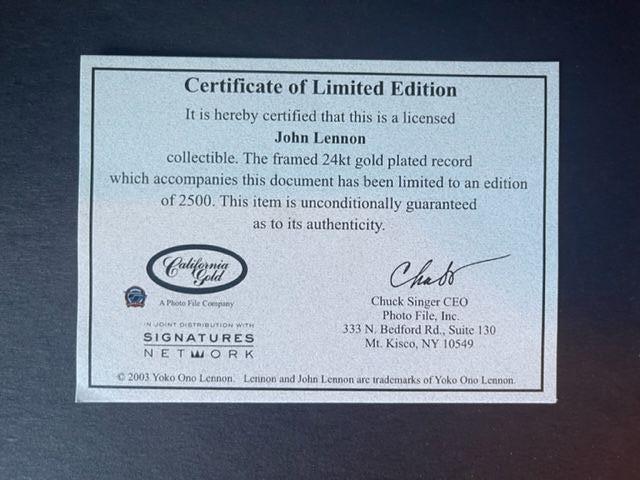 Certificate of Limited Edition
It is hereby certified that this is a licensed
John Lennon
collectible. The framed 24kt gold plated record
which accompanies this document has been limited to an edition
of 2500. This item is unconditionally guaranteed
as to its authenticity.
California
Gold
A Photo File Company
IN JOINT DISTRIBUTION WITH
SIGNATURES
NETWORK
Chuck Singer CEO
Photo File, Inc.
333 N. Bedford Rd., Suite 130
Mt. Kisco, NY 10549
© 2003 Yoko Ono Lennon. Lennon and John Lennon are trademarks of Yoko Ono Lennon.